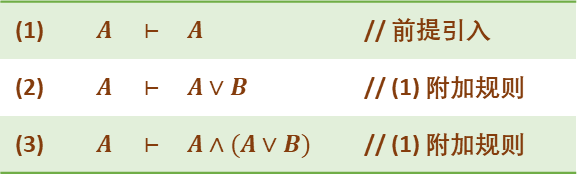 (1) A ⊢ A // 前提引入
(2) A ⊢ A ∨ B // (1) 附加规则
(3) A ⊢ A ∧ (A ∨ B) // (1) 附加规则